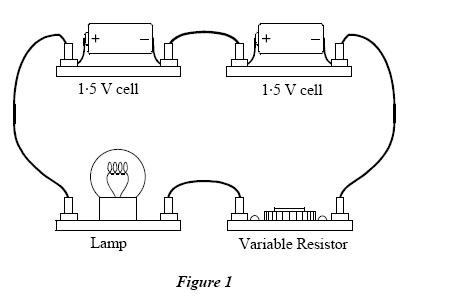 + − + −
1·5 V cell 1·5 V cell
Lamp Variable Resistor
Figure 1